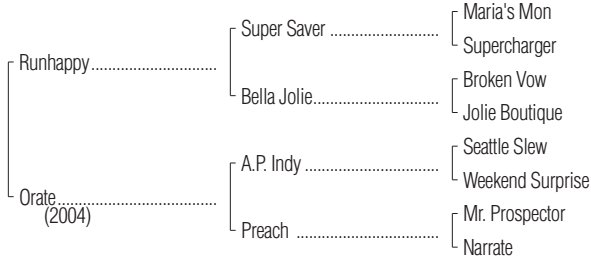 Maria's Mon
Super Saver ..............................
Supercharger
Runhappy...................................
Broken Vow
Bella Jolie...................................
Jolie Boutique
Seattle Slew
A.P. Indy .....................................
Weekend Surprise
Orate............................................
(2004)
Mr. Prospector
Preach .......................................
Narrate